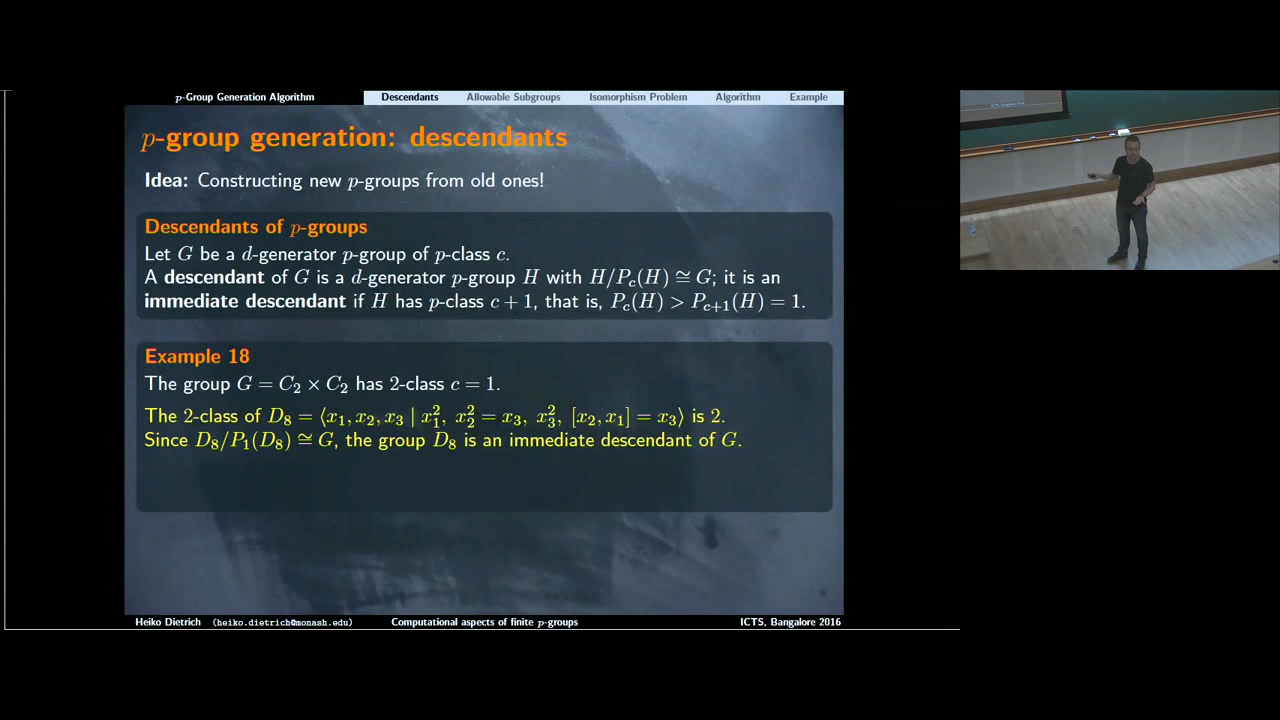 p-Group Generation Algorithm Descendants Allowable Subgroups Isomorphism Problem Algorithm Example
p-group generation: descendants
Idea: Constructing new p-groups from old ones!
Descendants of p-groups
Let G be a d-generator p-group of p-class c.
A descendant of G is a d-generator p-group H with H/P_c(H) ≅ G; it is an
immediate descendant if H has p-class c + 1, that is, P_c(H) > P_{c+1}(H) = 1.
Example 18
The group G = C_2 × C_2 has 2-class c = 1.
The 2-class of D_8 = ⟨x_1, x_2, x_3 | x_1^2, x_2^2 = x_3, x_3^2, [x_2, x_1] = x_3⟩ is 2.
Since D_8/P_1(D_8) ≅ G, the group D_8 is an immediate descendant of G.
Heiko Dietrich (heiko.dietrich@monash.edu) Computational aspects of finite p-groups ICTS, Bangalore 2016